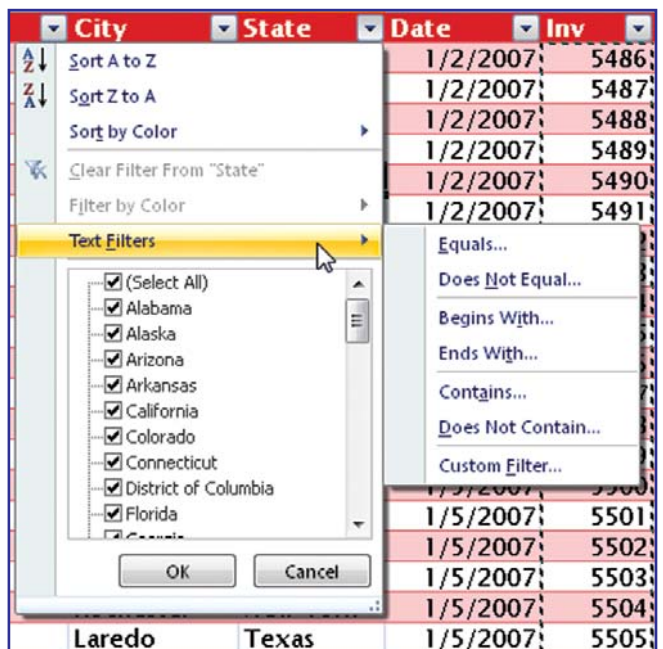 City State Date Inv
Sort A to Z
Sort Z to A
Sort by Color
Clear Filter From "State"
Filter by Color
Text Filters
(Select All)
Alabama
Alaska
Arizona
Arkansas
California
Colorado
Connecticut
District of Columbia
Florida
OK Cancel
Equals...
Does Not Equal...
Begins With...
Ends With...
Contains...
Does Not Contain...
Custom Filter...
1/2/2007 5486
1/2/2007 5487
1/2/2007 5488
1/2/2007 5489
1/2/2007 5490
1/2/2007 5491
1/5/2007 5501
1/5/2007 5502
1/5/2007 5503
1/5/2007 5504
Laredo Texas 1/5/2007 5505